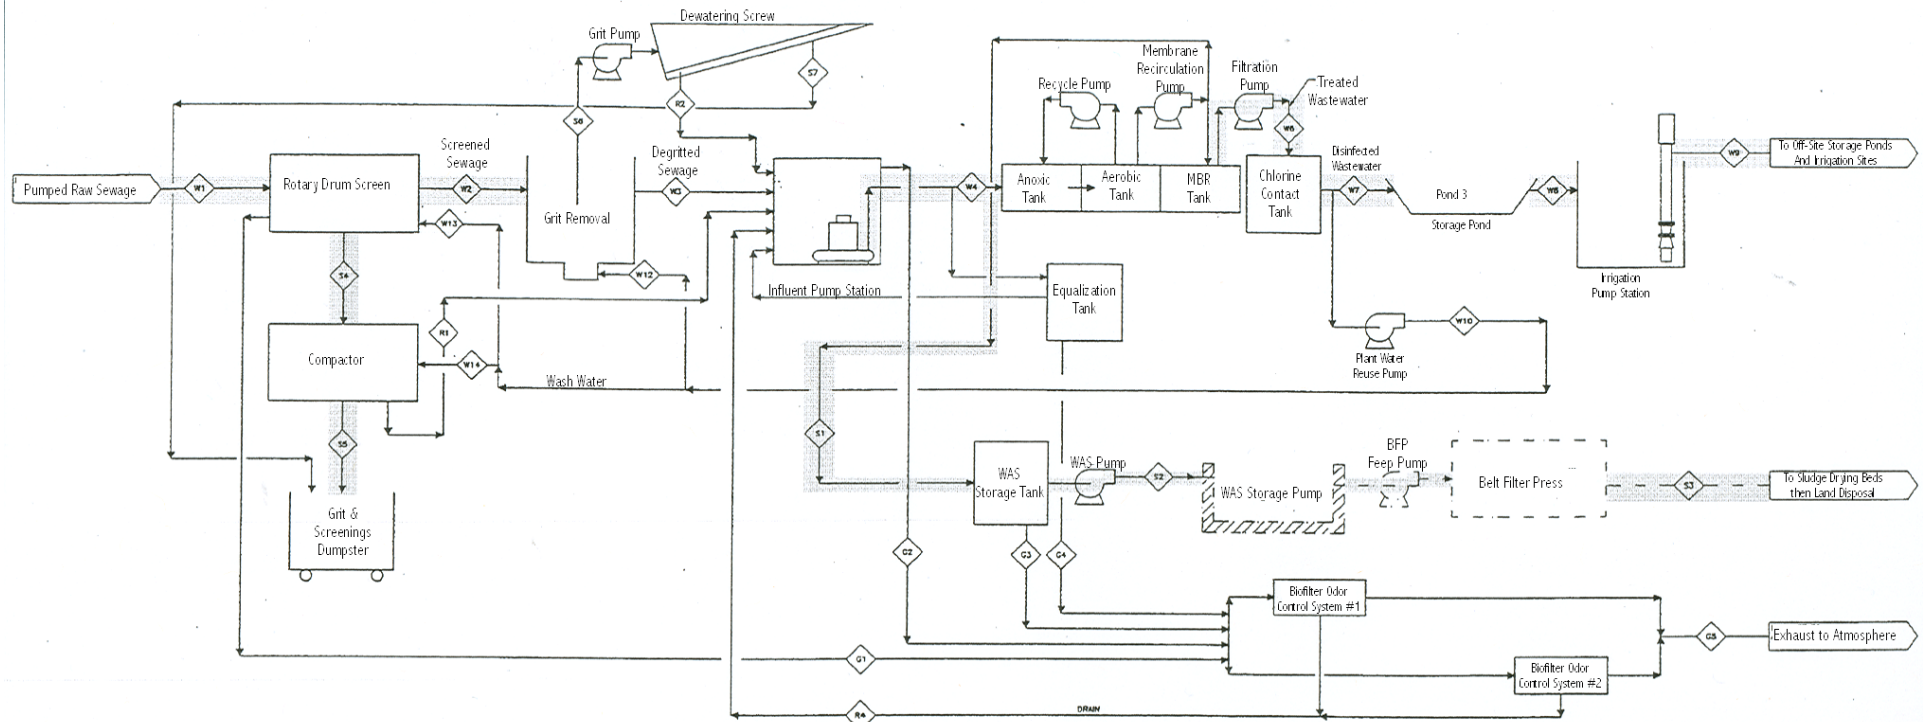 Dewatering Screw
Grit Pump
S7
R2
S6
Membrane
Recirculation
Pump
Recycle Pump
Filtration
Pump
Treated
Wastewater
W6
Pumped Raw Sewage
W1
Rotary Drum Screen
Screened
Sewage
W2
W13
Grit Removal
W12
Degritted
Sewage
W3
Influent Pump Station
W4
Anoxic
Tank
Aerobic
Tank
MBR
Tank
Chlorine
Contact
Tank
Disinfected
Wastewater
W7
Pond 3
Storage Pond
W8
Irrigation
Pump Station
W9
To Off-Site Storage Ponds
And Irrigation Sites
S4
Compactor
R1
W14
Wash Water
Equalization
Tank
Plant Water
Reuse Pump
W10
S5
Grit &
Screenings
Dumpster
S1
WAS
Storage Tank
WAS Pump
S2
WAS Storage Pump
BFP
Feep Pump
Belt Filter Press
S3
To Sludge Drying Beds
then Land Disposal
G2
G3
G4
Biofilter Odor
Control System #1
G1
Biofilter Odor
Control System #2
G5
Exhaust to Atmosphere
R4
DRAIN